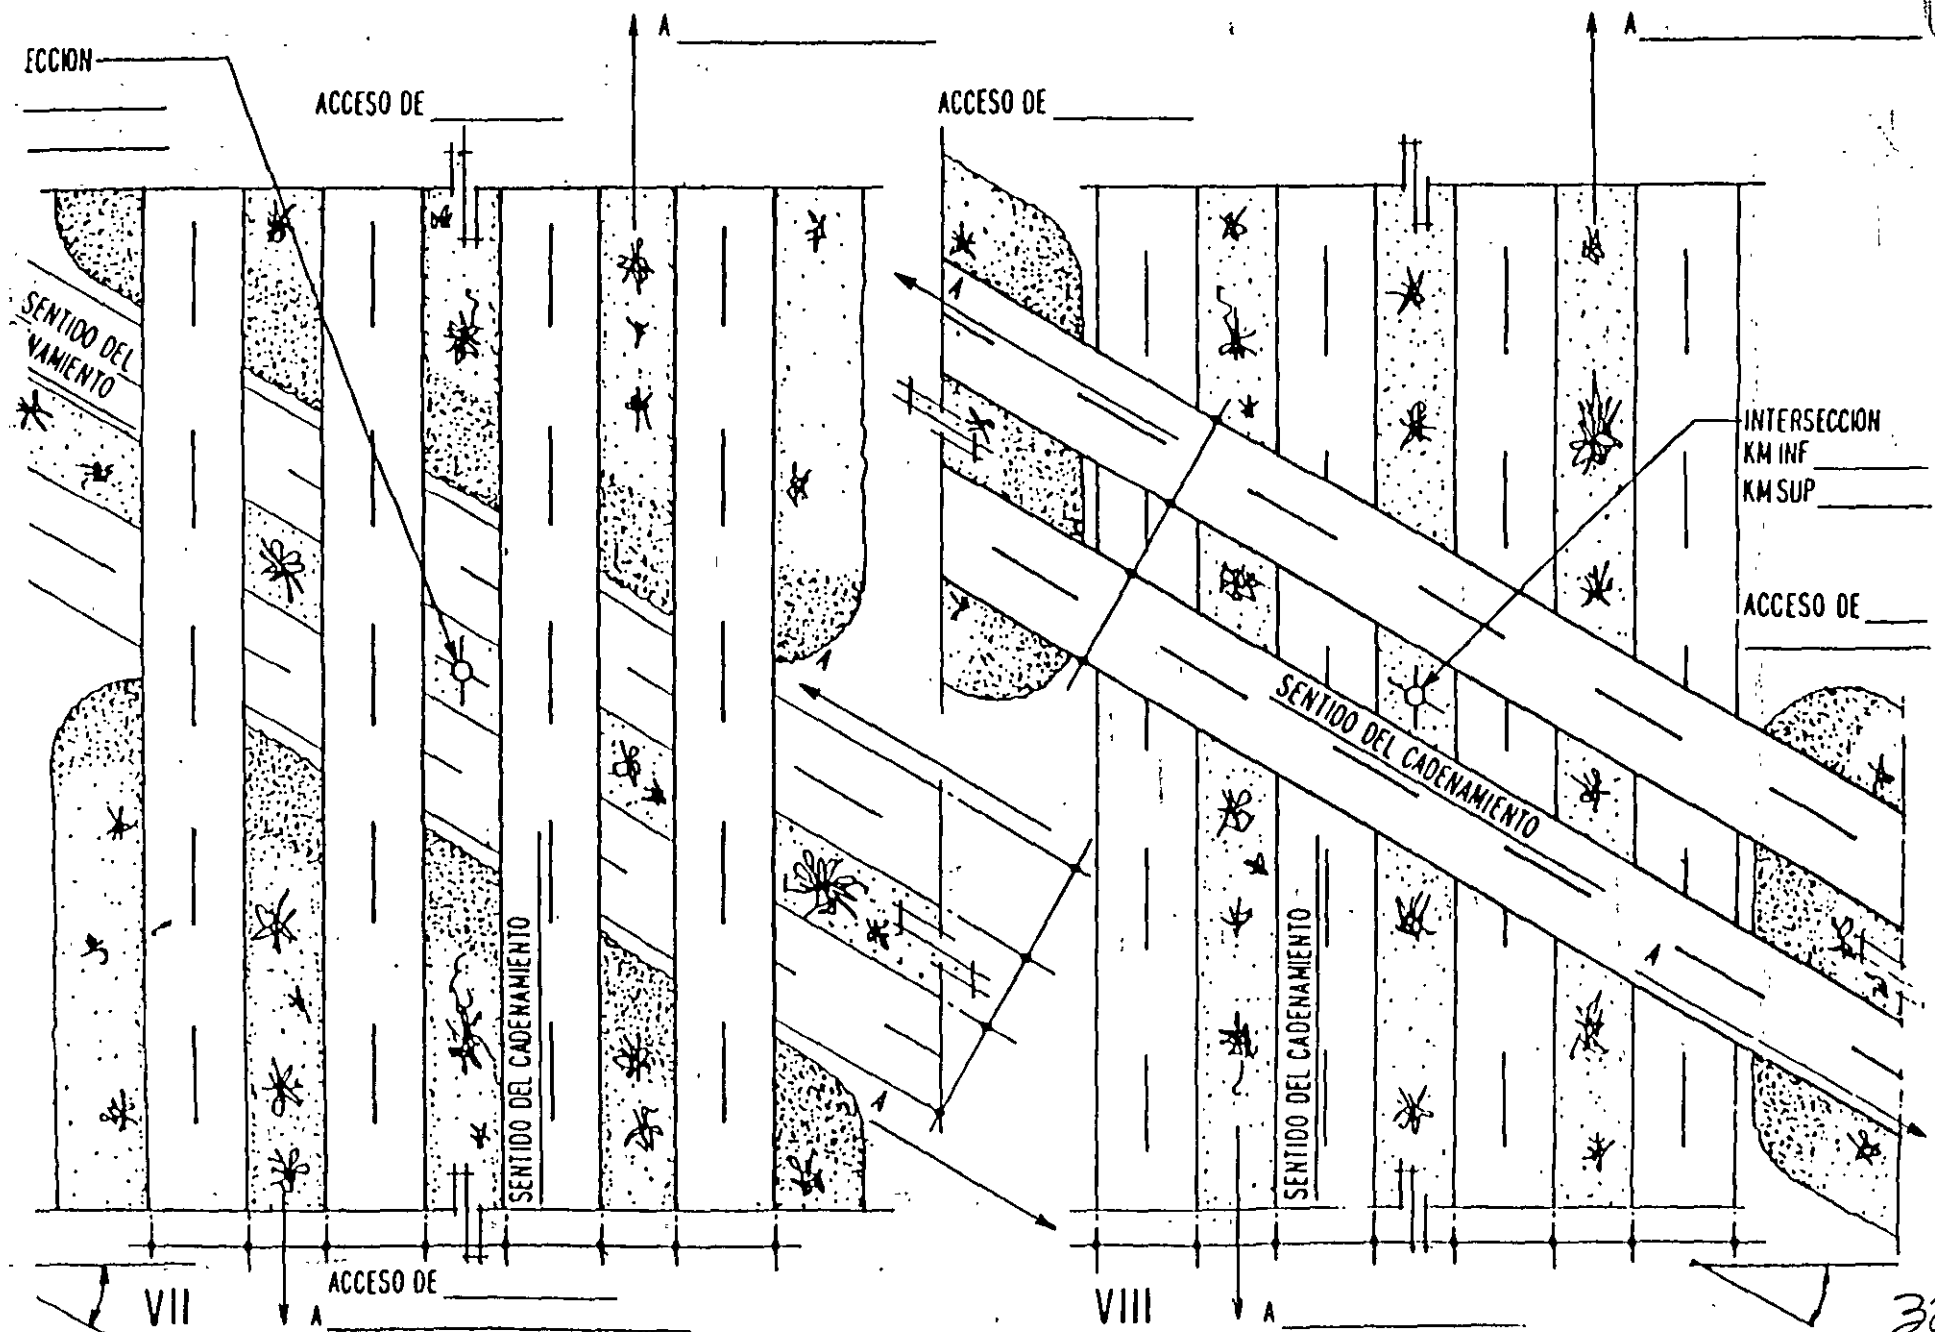 ECCION
A
ACCESO DE
SENTIDO DEL
NAMIENTO
A
SENTIDO DEL CADENAMIENTO
A
VII
ACCESO DE
A
A
ACCESO DE
A
INTERSECCION
KM INF
KM SUP
ACCESO DE
SENTIDO DEL CADENAMIENTO
SENTIDO DEL CADENAMIENTO
A
VIII
A